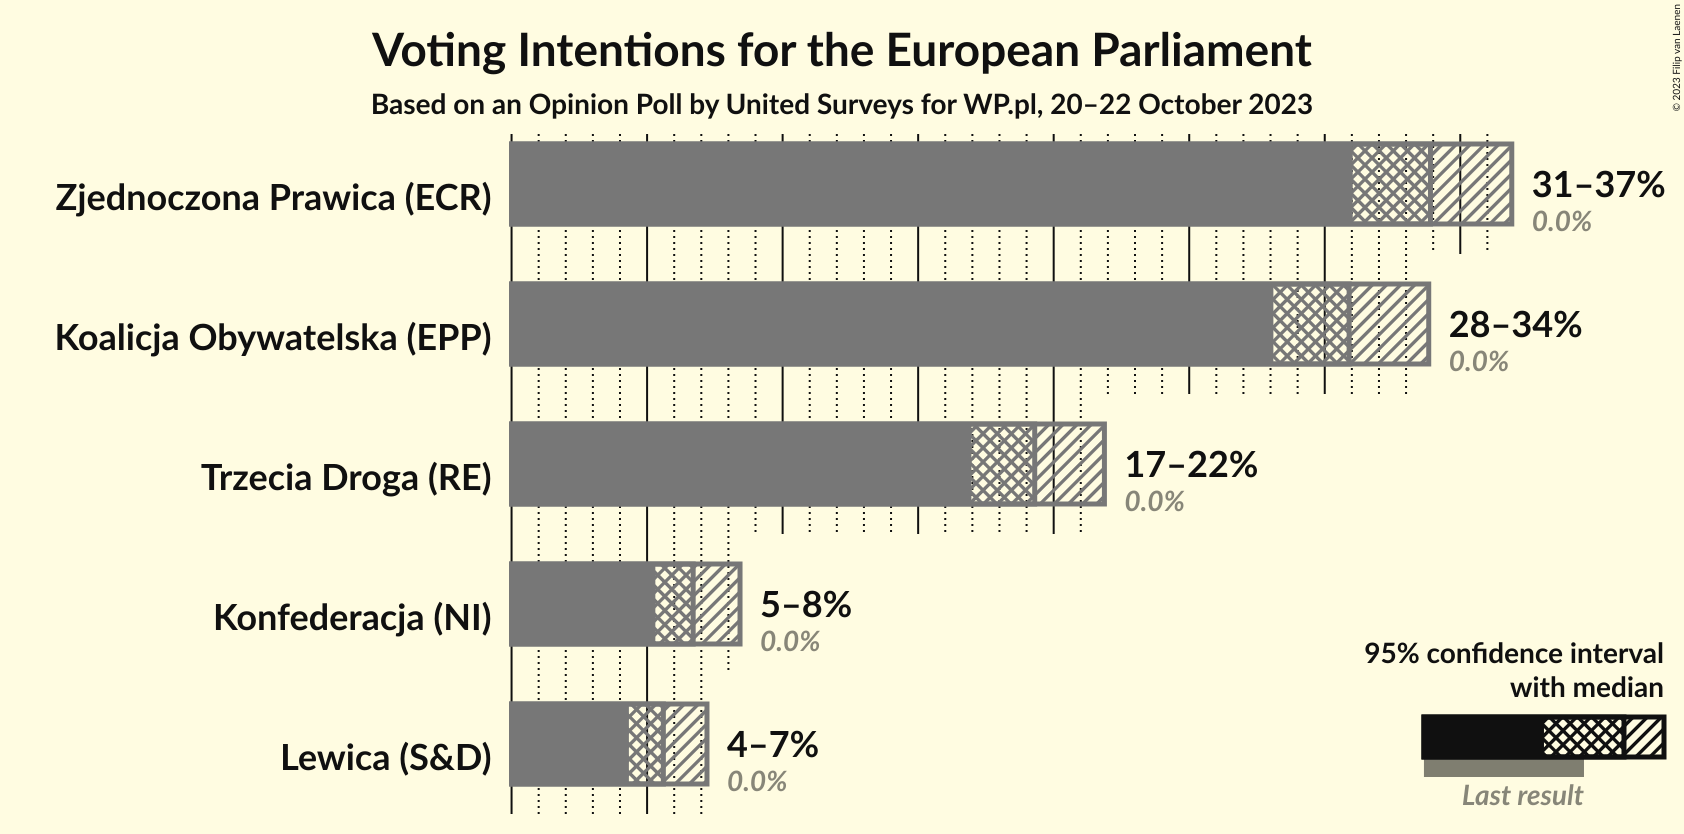 Voting Intentions for the European Parliament
Based on an Opinion Poll by United Surveys for WP.pl, 20–22 October 2023
© 2023 Filip van Laenen
Zjednoczona Prawica (ECR)
31–37%
0.0%
Koalicja Obywatelska (EPP)
28–34%
0.0%
Trzecia Droga (RE)
17–22%
0.0%
Konfederacja (NI)
5–8%
0.0%
Lewica (S&D)
4–7%
0.0%
95% confidence interval
with median
Last result